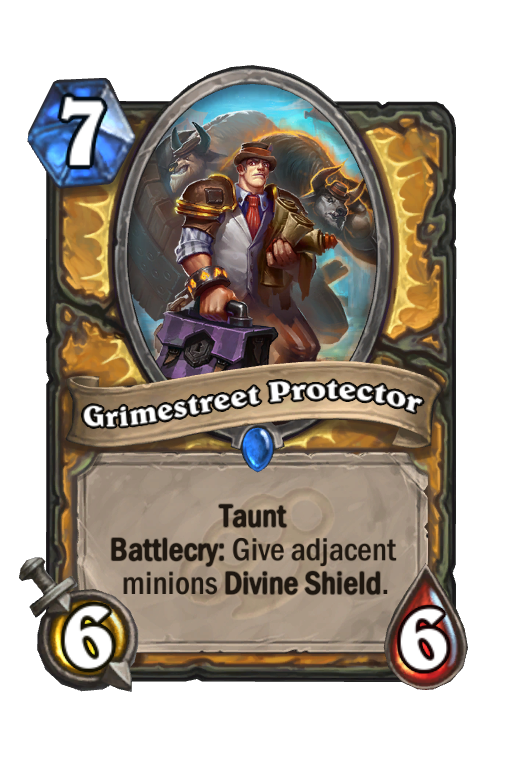 7
Grimestreet Protector
Taunt
Battlecry: Give adjacent
minions Divine Shield.
6
6